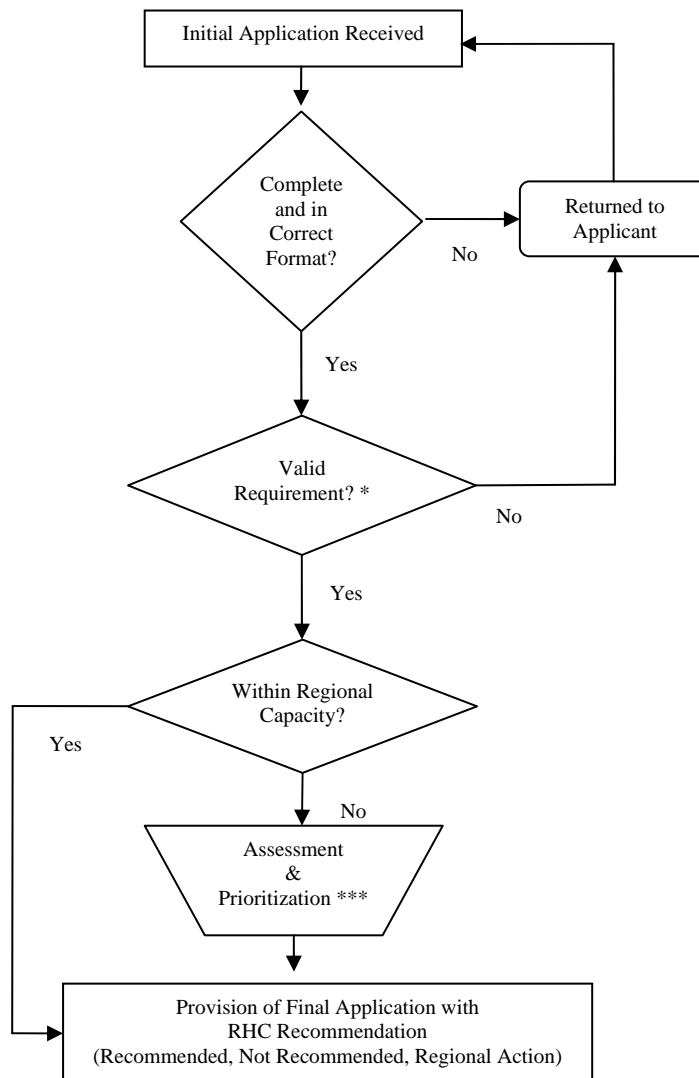 Initial Application Received
Complete
and in
Correct
Format?
No
Returned to
Applicant
Yes
Valid
Requirement? *
No
Yes
Within Regional
Capacity?
Yes
No
Assessment
&
Prioritization ***
Provision of Final Application with
RHC Recommendation
(Recommended, Not Recommended, Regional Action)